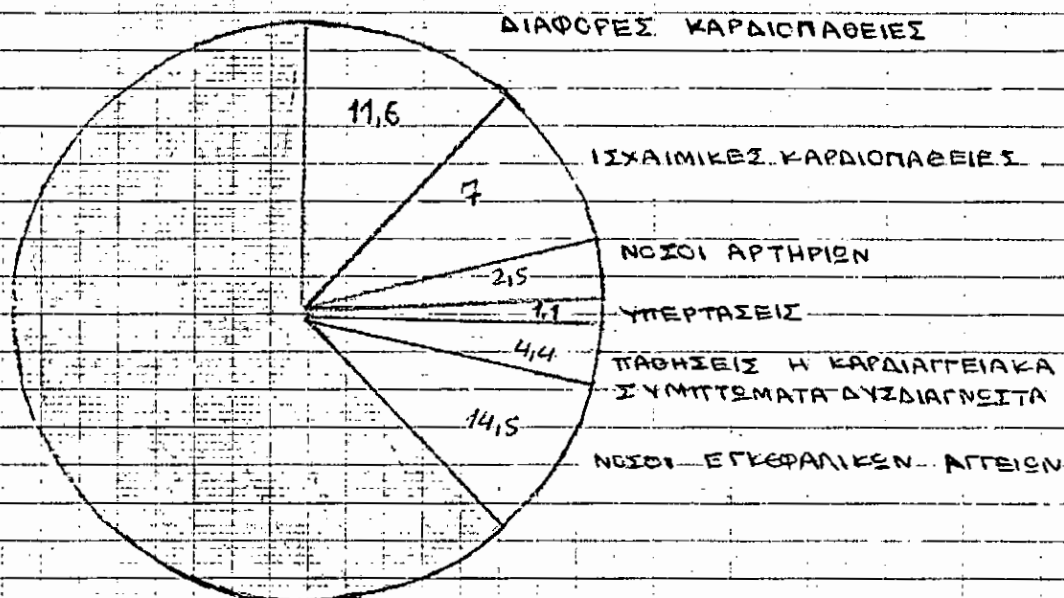 ΔΙΑΦΟΡΕΣ ΚΑΡΔΙΟΠΑΘΕΙΕΣ
11,6
ΙΣΧΑΙΜΙΚΕΣ ΚΑΡΔΙΟΠΑΘΕΙΕΣ
7
ΝΟΣΟΙ ΑΡΤΗΡΙΩΝ
2,5
ΥΠΕΡΤΑΣΕΙΣ
1,1
4,4
ΠΑΘΗΣΕΙΣ Η ΚΑΡΔΙΑΓΓΕΙΑΚΑ
ΣΥΜΠΤΩΜΑΤΑ ΔΥΣΔΙΑΓΝΩΣΤΑ
14,5
ΝΟΣΟΙ ΕΓΚΕΦΑΛΙΚΩΝ ΑΓΓΕΙΩΝ